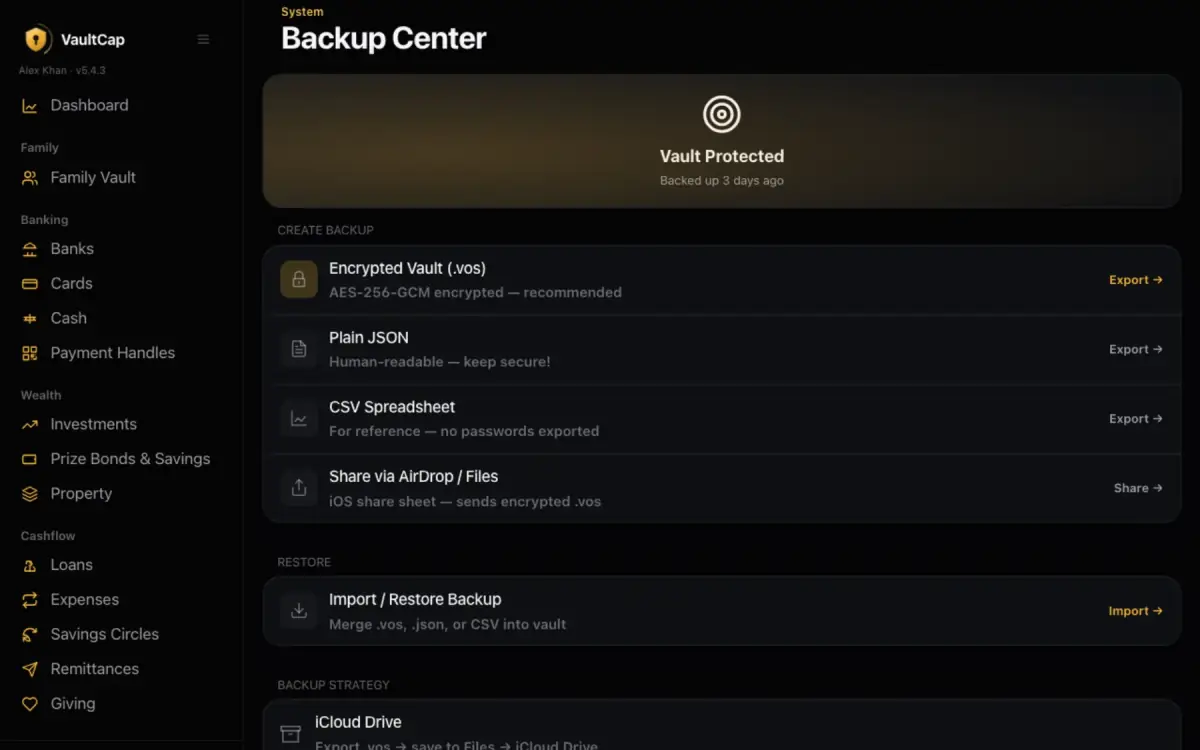 VaultCap
Alex Khan · v5.4.3
Dashboard
Family
Family Vault
Banking
Banks
Cards
Cash
Payment Handles
Wealth
Investments
Prize Bonds & Savings
Property
Cashflow
Loans
Expenses
Savings Circles
Remittances
Giving
System
Backup Center
Vault Protected
Backed up 3 days ago
CREATE BACKUP
Encrypted Vault (.vos)
AES-256-GCM encrypted — recommended
Export →
Plain JSON
Human-readable — keep secure!
Export →
CSV Spreadsheet
For reference — no passwords exported
Export →
Share via AirDrop / Files
iOS share sheet — sends encrypted .vos
Share →
RESTORE
Import / Restore Backup
Merge .vos, .json, or CSV into vault
Import →
BACKUP STRATEGY
iCloud Drive
Export .vos → save to Files → iCloud Drive